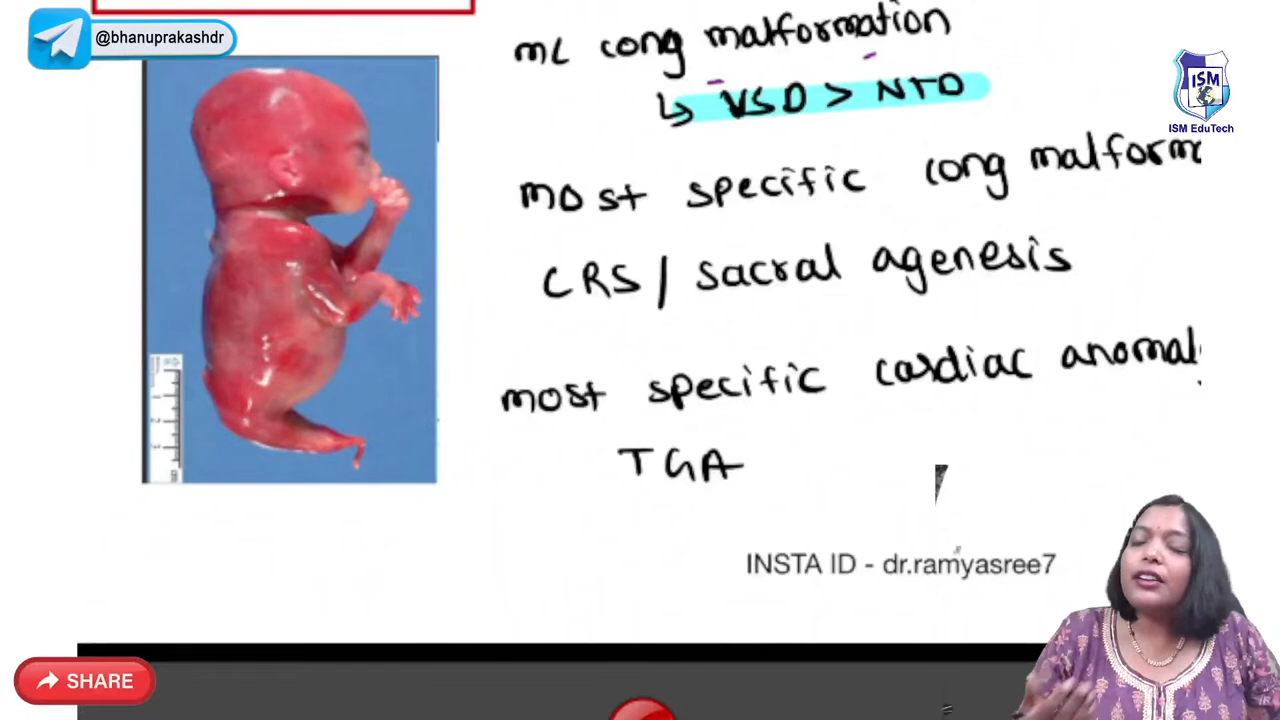 @bhanuprakashdr
mc cong malformation
ISM
↳ VSD > NTD
ISM EduTech
most specific cong malform
CRS / sacral agenesis
most specific cardiac anomal
TGA
INSTA ID - dr.ramyasree7
SHARE